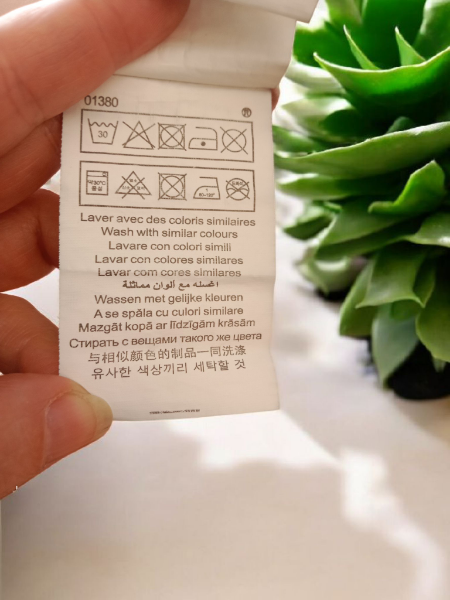 01380
®
30
Laver avec des coloris similaires
Wash with similar colours
Lavare con colori simili
Lavar con colores similares
Lavar com cores similares
اغسله مع ألوان مماثلة
Wassen met gelijke kleuren
A se spăla cu culori similare
Mazgāt kopā ar līdzīgām krāsām
Стирать с вещами такого же цвета
与相似颜色的制品一同洗涤
유사한 색상끼리 세탁할 것